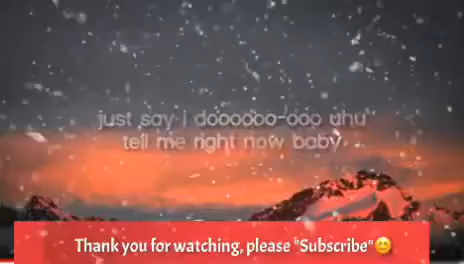 just say i doooooo-ooo uhu
tell me right now baby
Thank you for watching, please "Subscribe"😊